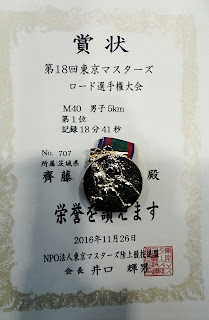 賞状
第18回東京マスターズ
ロード選手権大会
M40 男子5km
第1位
記録18分41秒
No. 707
所属茨城県
齊藤 殿
栄誉を讃えます
2016年11月26日
NPO法人東京マスターズ陸上競技連盟
会長 井口 輝男